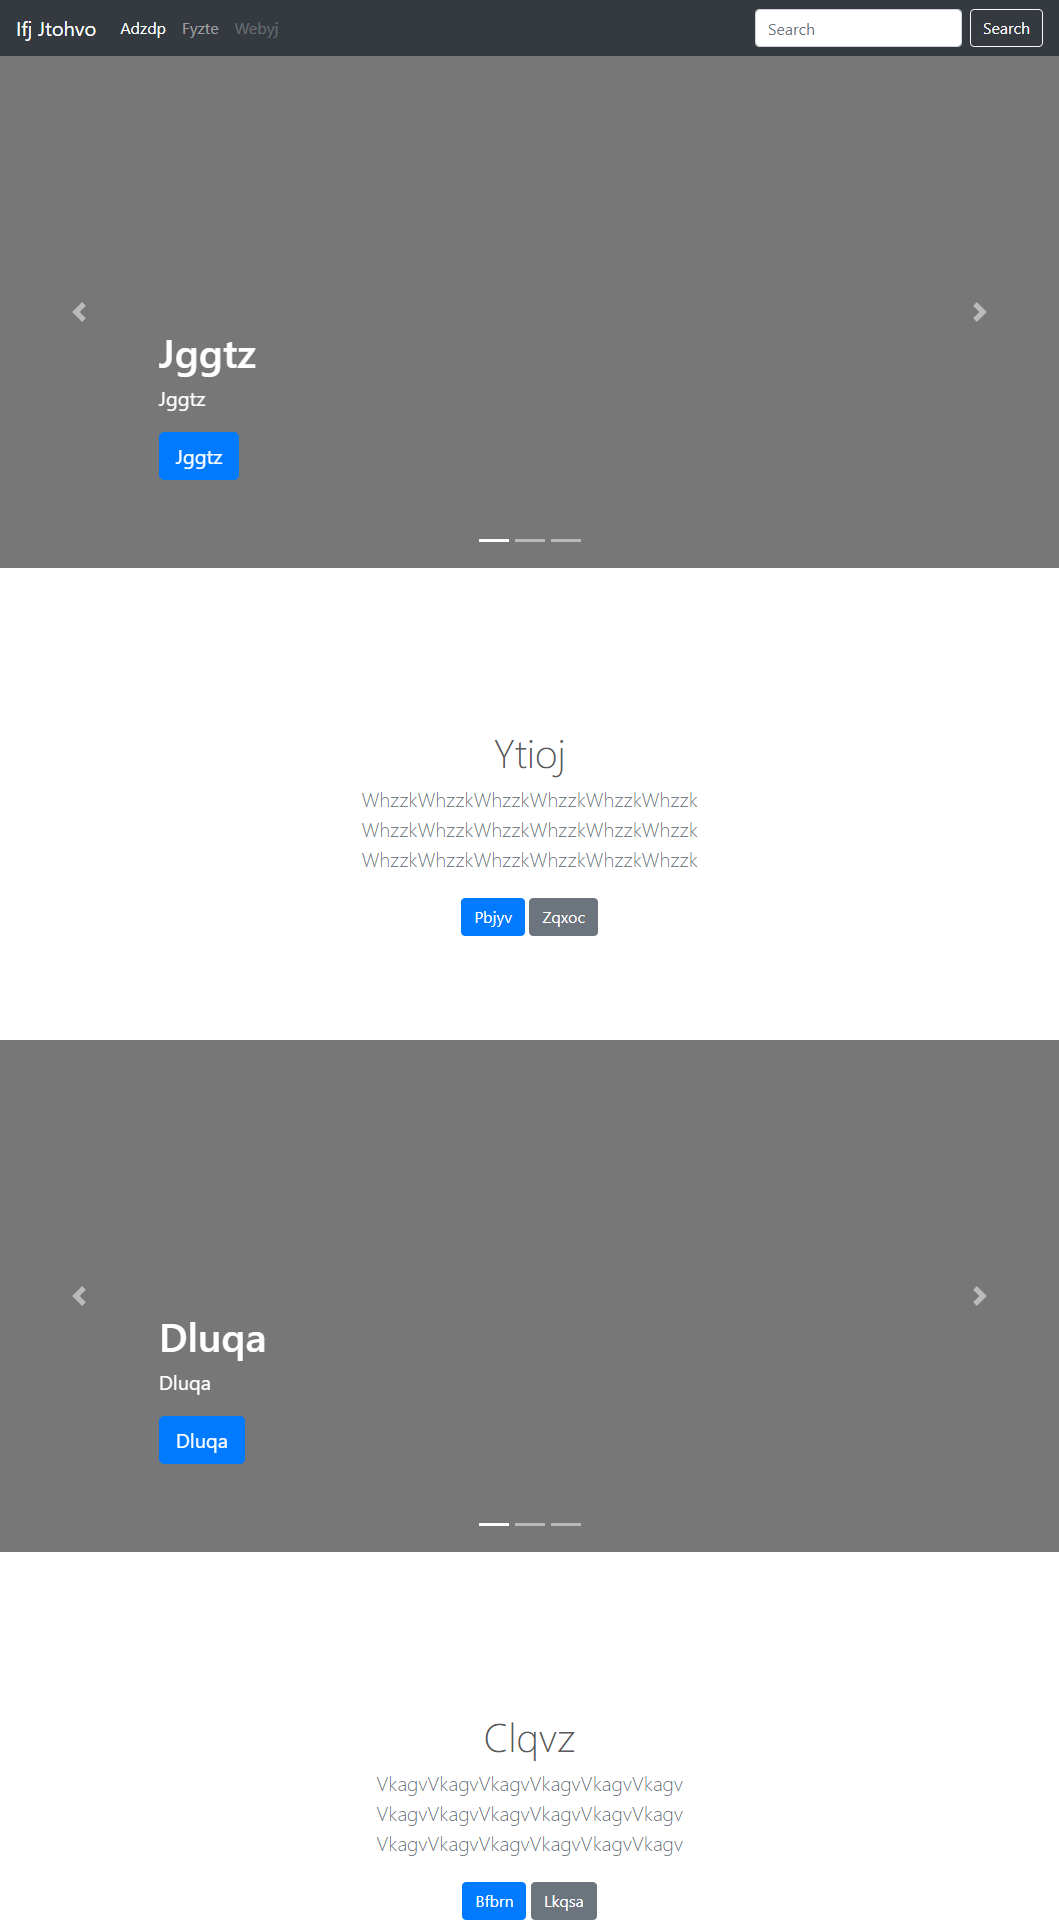 Ifj Jtohvo Adzdp Fyzte Webyj Search Search
Jggtz
Jggtz
Jggtz
Ytioj
WhzzkWhzzkWhzzkWhzzkWhzzkWhzzk
WhzzkWhzzkWhzzkWhzzkWhzzkWhzzk
WhzzkWhzzkWhzzkWhzzkWhzzkWhzzk
Pbjyv Zqxoc
Dluqa
Dluqa
Dluqa
Clqvz
VkagvVkagvVkagvVkagvVkagvVkagv
VkagvVkagvVkagvVkagvVkagvVkagv
VkagvVkagvVkagvVkagvVkagvVkagv
Bfbrn Lkqsa